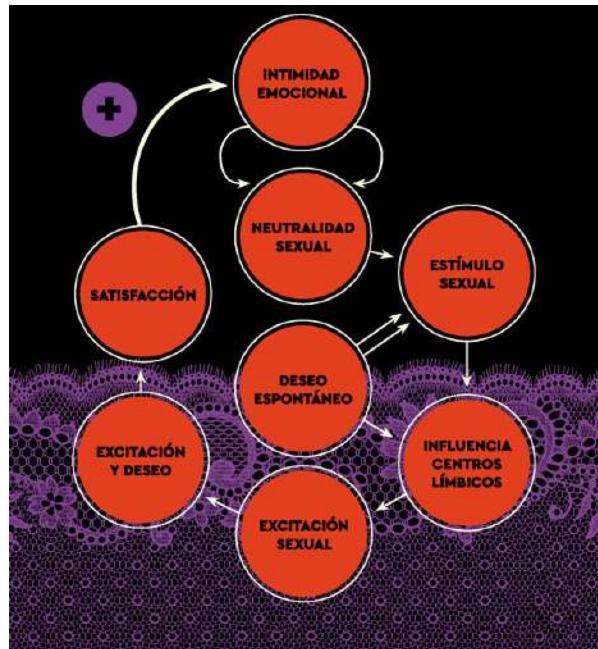 INTIMIDAD
EMOCIONAL
NEUTRALIDAD
SEXUAL
ESTÍMULO
SEXUAL
SATISFACCIÓN
DESEO
ESPONTÁNEO
INFLUENCIA
CENTROS
LÍMBICOS
EXCITACIÓN
Y DESEO
EXCITACIÓN
SEXUAL